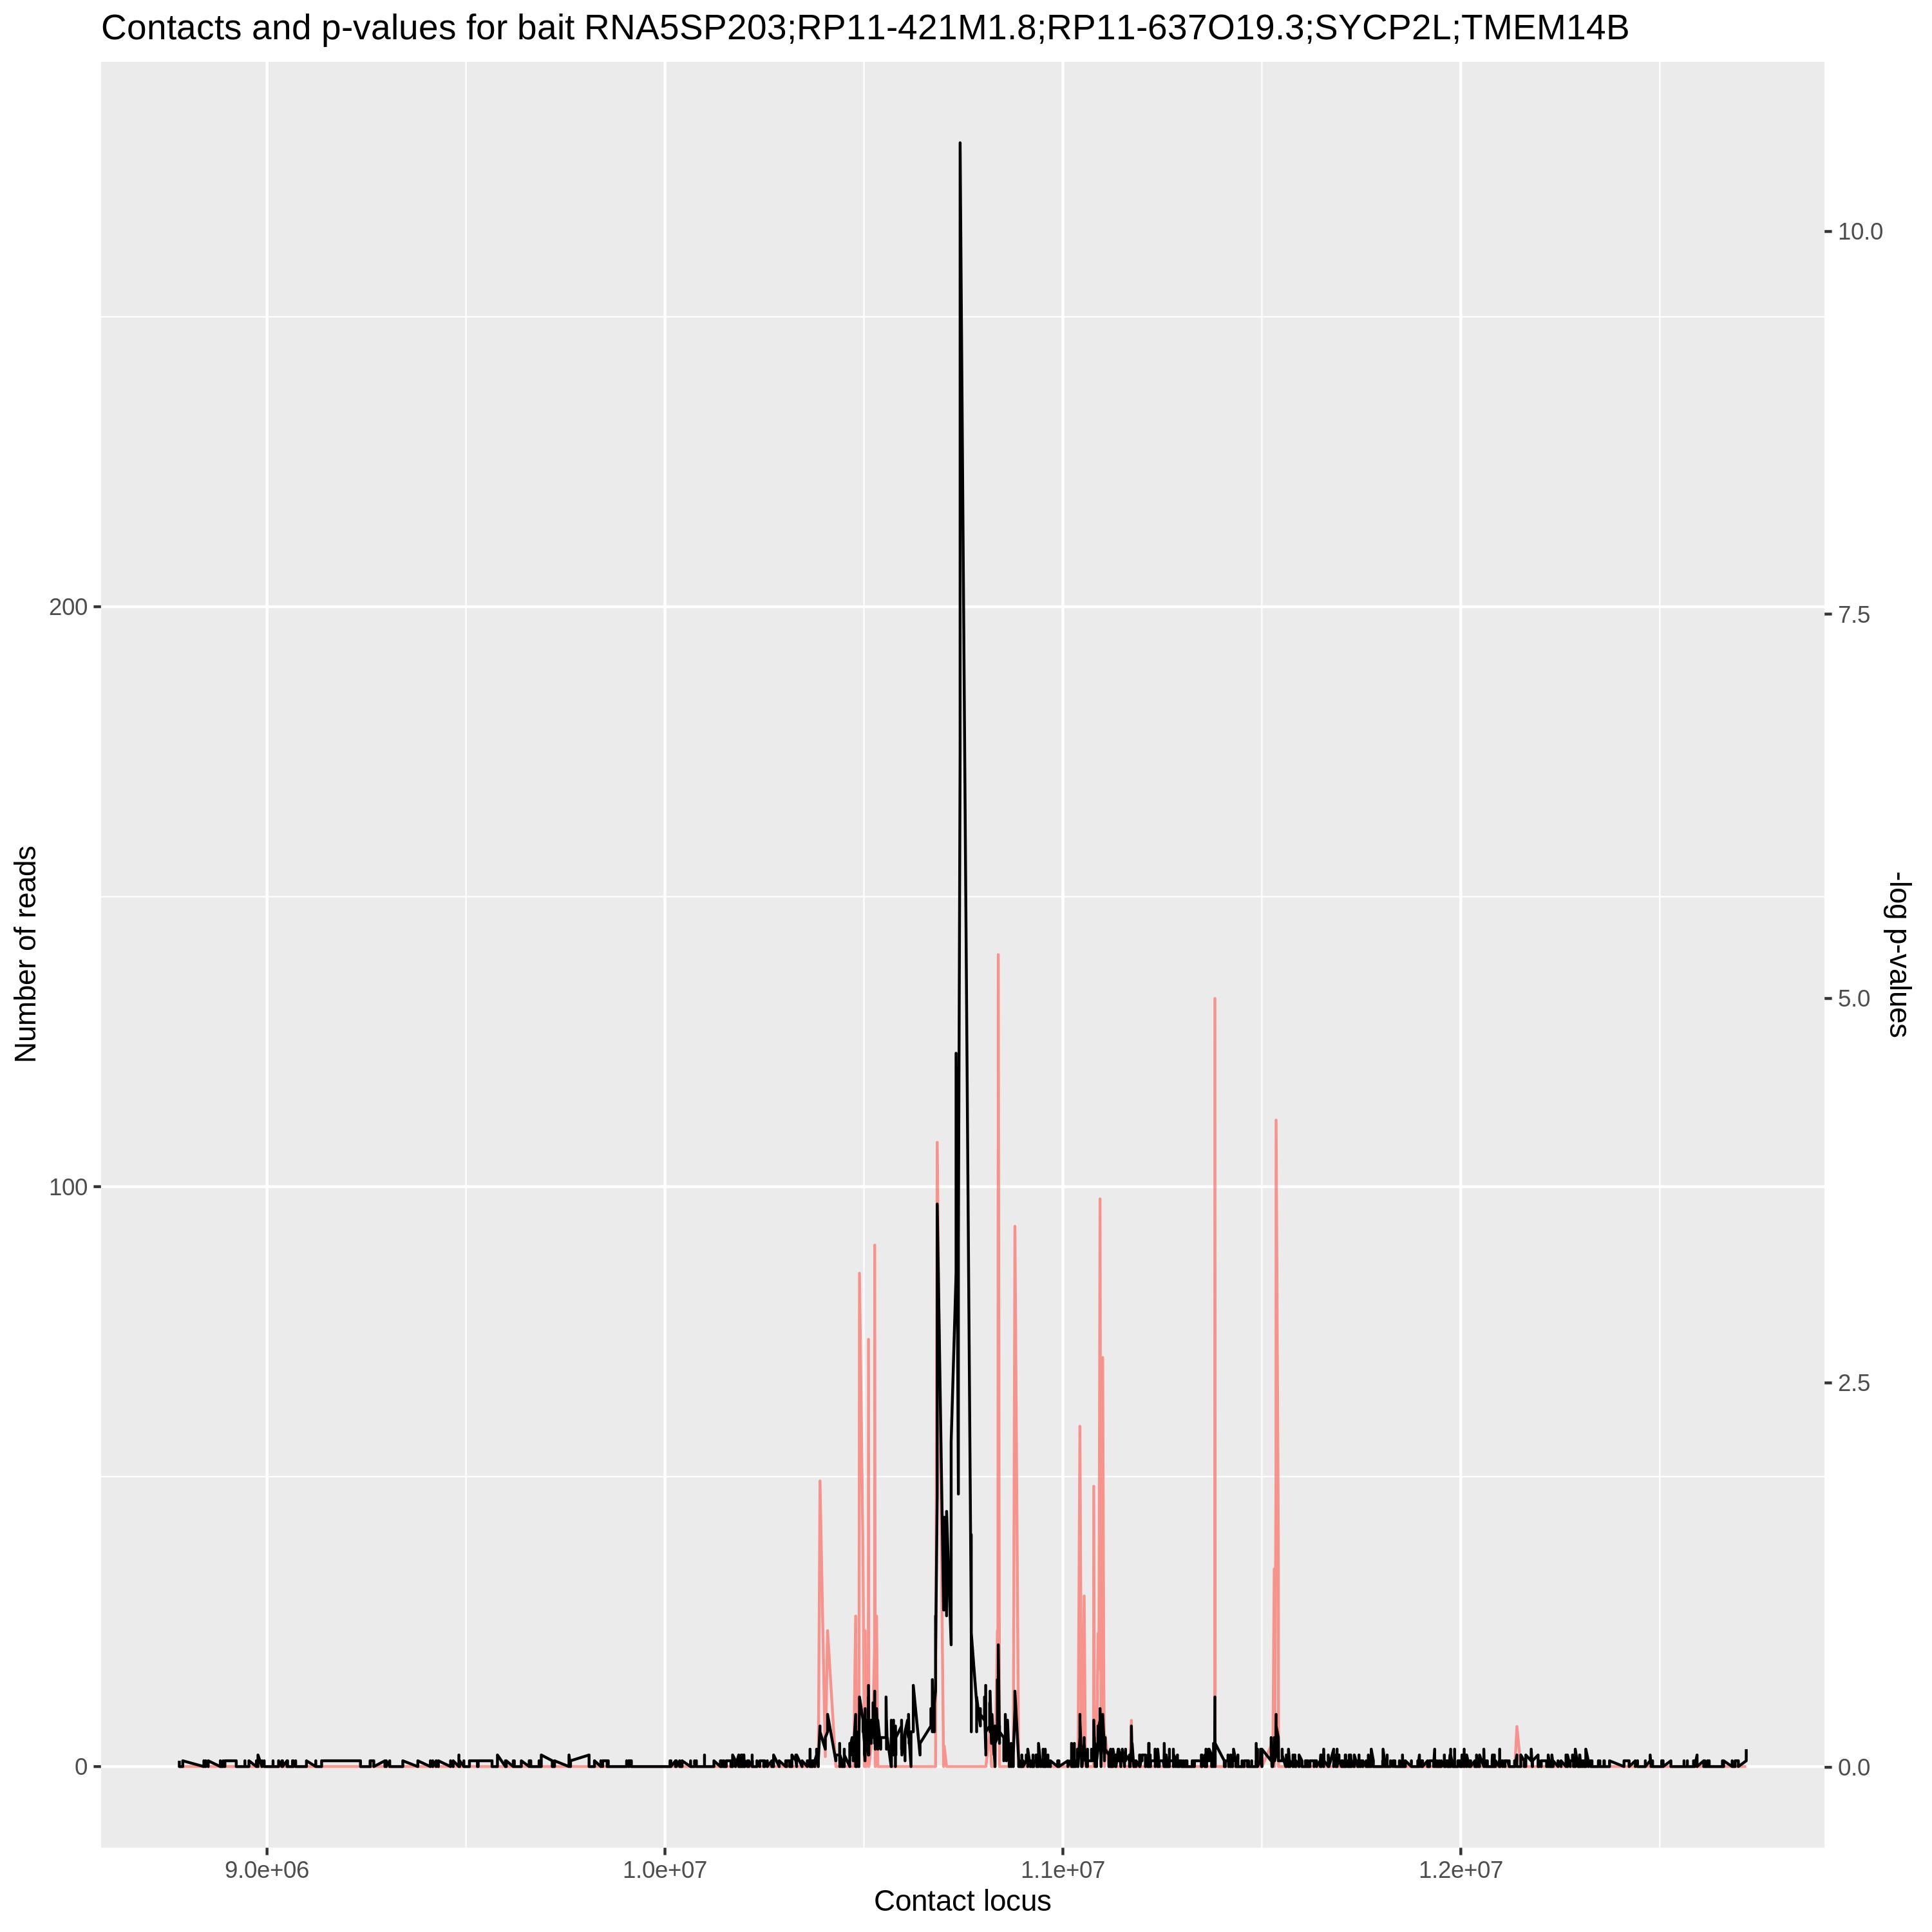 Contacts and p-values for bait RNA5SP203;RP11-421M1.8;RP11-637O19.3;SYCP2L;TMEM14B
Number of reads
200
100
0
10.0
7.5
5.0
2.5
0.0
-log p-values
9.0e+06 1.0e+07 1.1e+07 1.2e+07
Contact locus